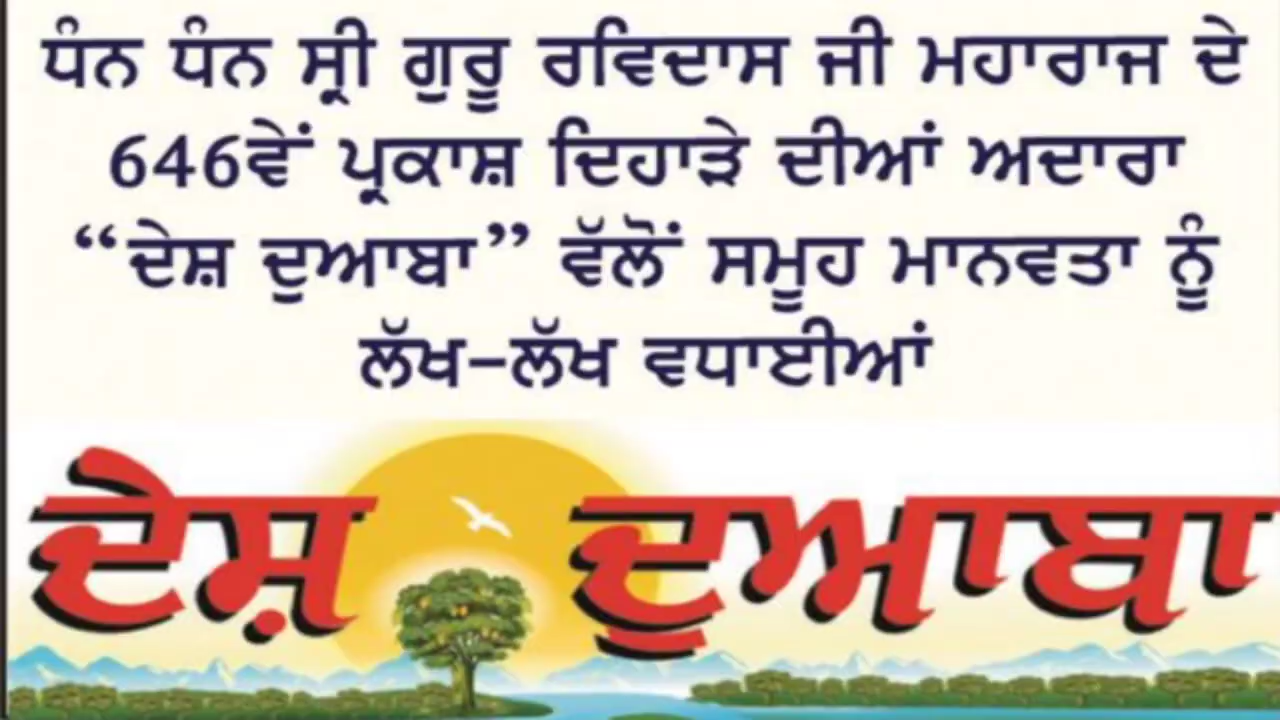 ਧੰਨ ਧੰਨ ਸ੍ਰੀ ਗੁਰੂ ਰਵਿਦਾਸ ਜੀ ਮਹਾਰਾਜ ਦੇ
646ਵੇਂ ਪ੍ਰਕਾਸ਼ ਦਿਹਾੜੇ ਦੀਆਂ ਅਦਾਰਾ
“ਦੇਸ਼ ਦੁਆਬਾ” ਵੱਲੋਂ ਸਮੂਹ ਮਾਨਵਤਾ ਨੂੰ
ਲੱਖ-ਲੱਖ ਵਧਾਈਆਂ
ਦੇਸ਼ ਦੁਆਬਾ